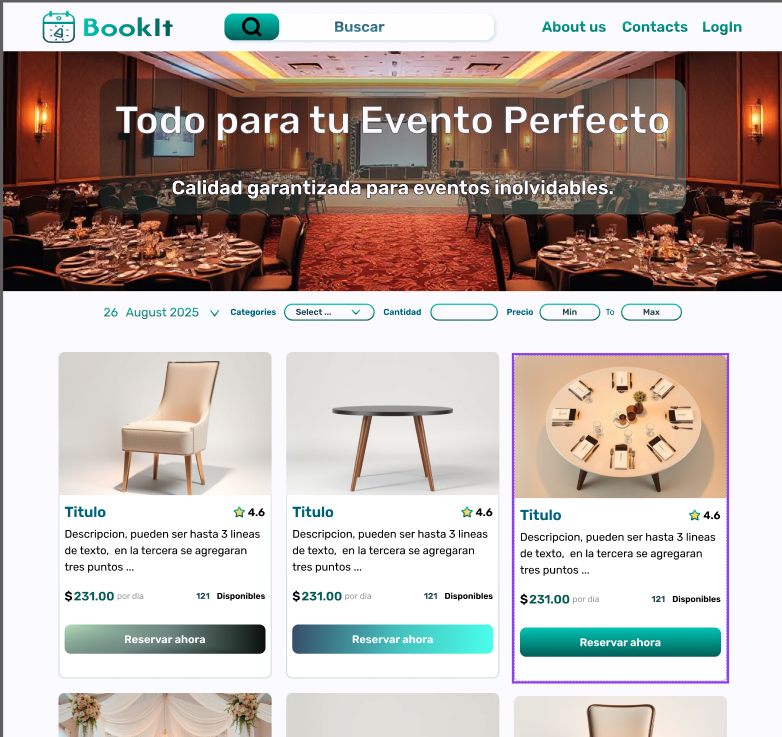 BookIt
Buscar
About us Contacts LogIn
Todo para tu Evento Perfecto
Calidad garantizada para eventos inolvidables.
26 August 2025 Categories Select ... Cantidad Precio Min To Max
Titulo 4.6
Descripcion, pueden ser hasta 3 lineas
de texto, en la tercera se agregaran
tres puntos ...
$231.00 por dia 121 Disponibles
Reservar ahora
Titulo 4.6
Descripcion, pueden ser hasta 3 lineas
de texto, en la tercera se agregaran
tres puntos ...
$231.00 por dia 121 Disponibles
Reservar ahora
Titulo 4.6
Descripcion, pueden ser hasta 3 lineas
de texto, en la tercera se agregaran
tres puntos ...
$231.00 por dia 121 Disponibles
Reservar ahora